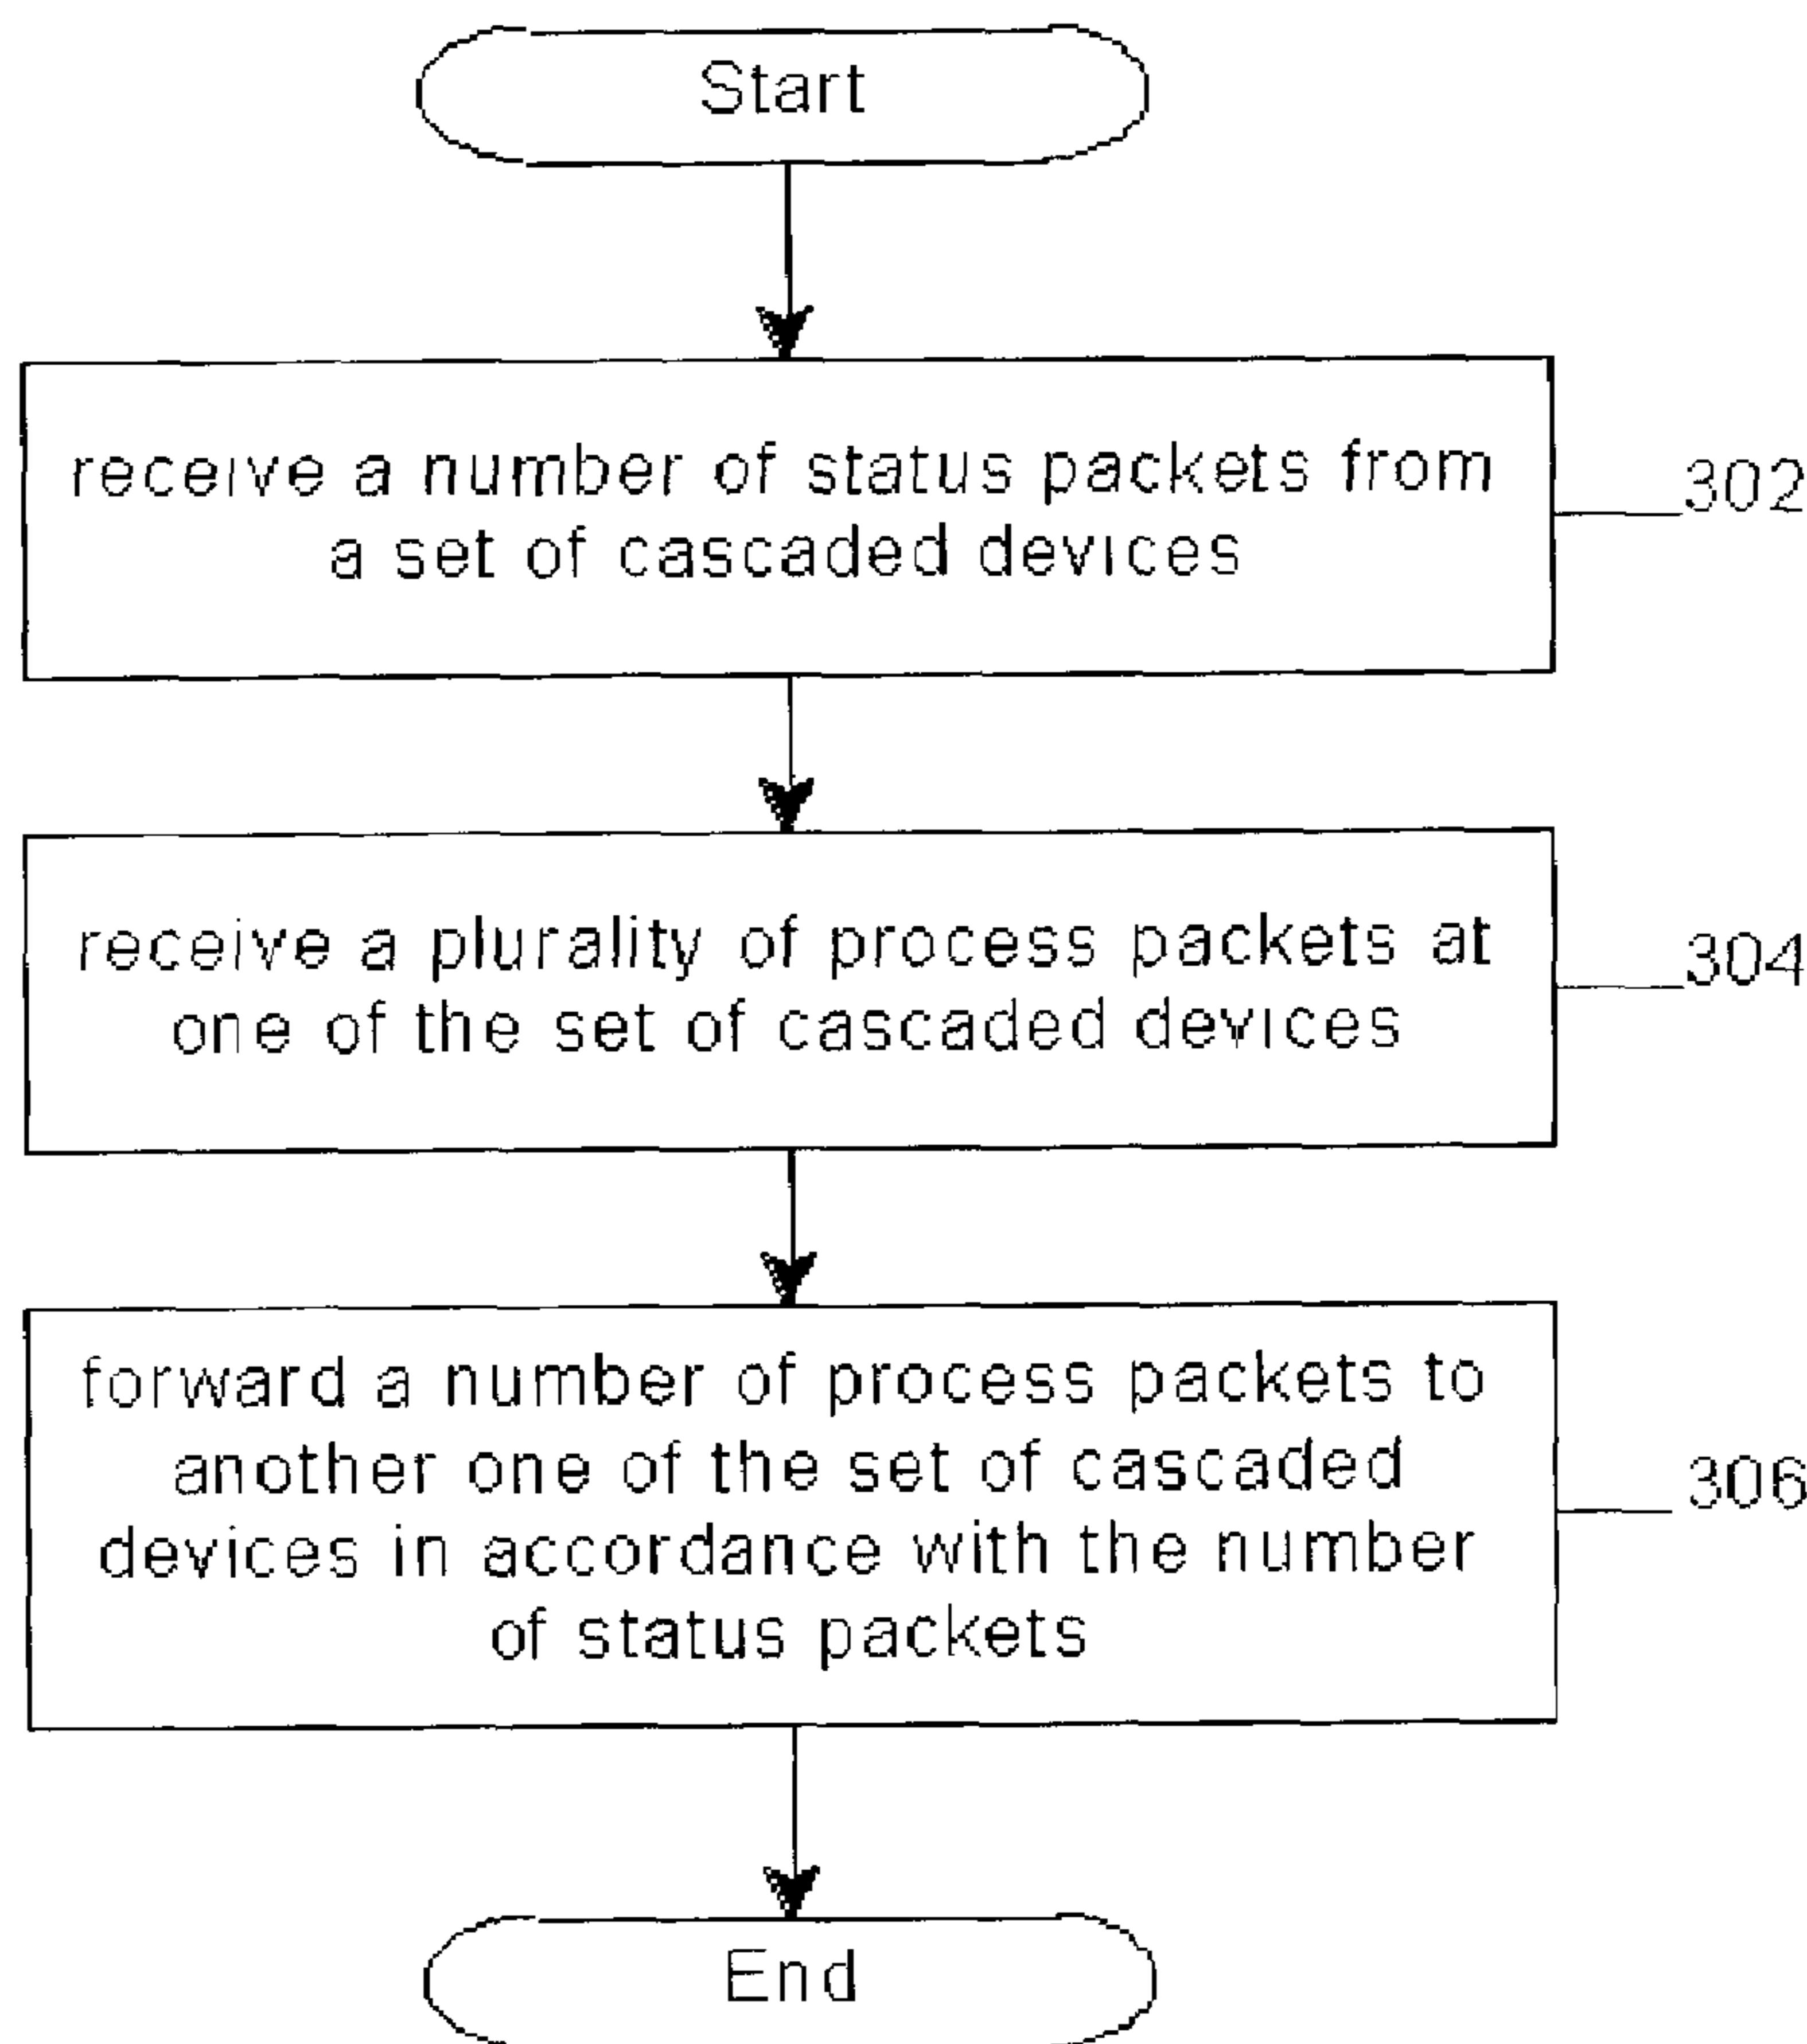 Start
receive a number of status packets from
a set of cascaded devices
302
receive a plurality of process packets at
one of the set of cascaded devices
304
forward a number of process packets to
another one of the set of cascaded
devices in accordance with the number
of status packets
306
End